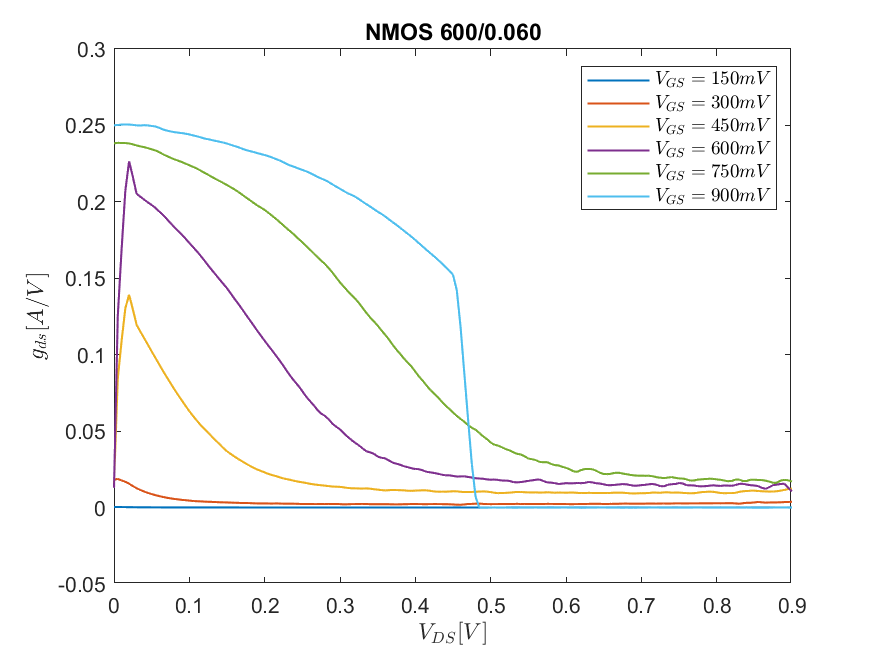 NMOS 600/0.060
0.3
0.25
0.2
0.15
0.1
0.05
0
-0.05
g_ds[A/V]
V_GS = 150mV
V_GS = 300mV
V_GS = 450mV
V_GS = 600mV
V_GS = 750mV
V_GS = 900mV
0 0.1 0.2 0.3 0.4 0.5 0.6 0.7 0.8 0.9
V_DS[V]